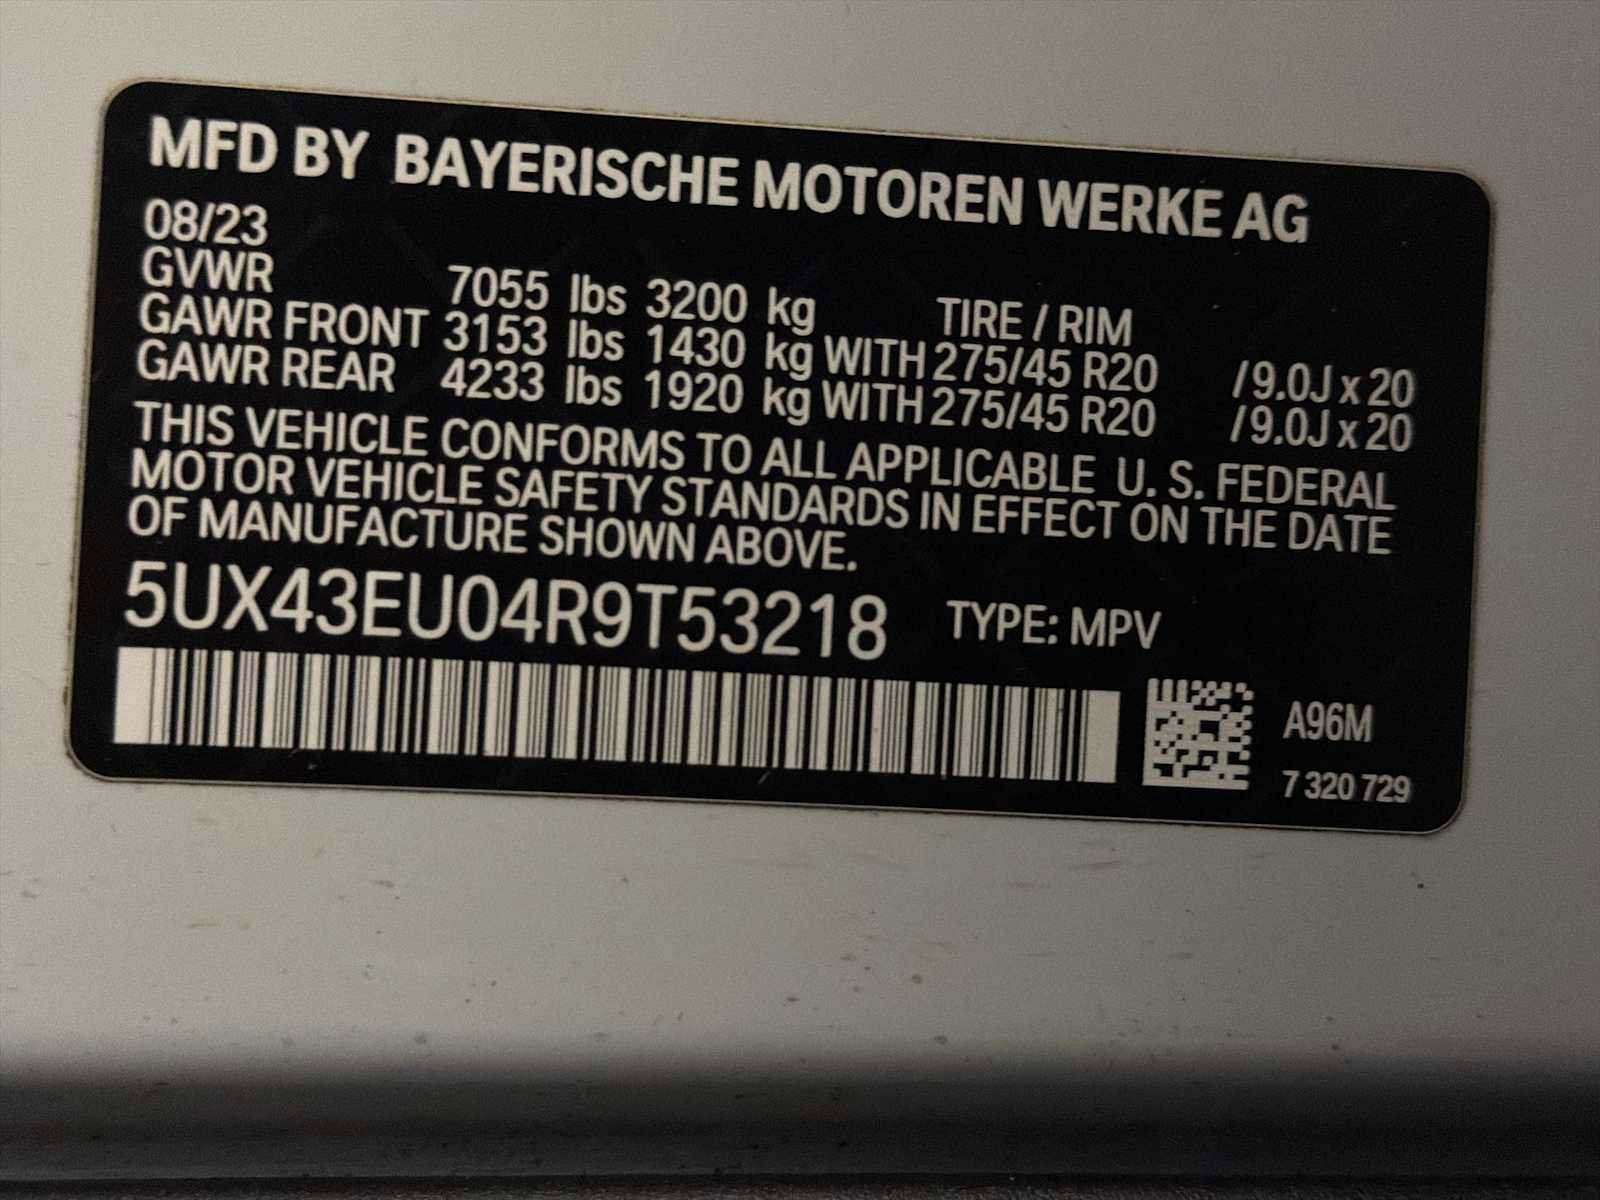 MFD BY BAYERISCHE MOTOREN WERKE AG
08/23
GVWR 7055 lbs 3200 kg TIRE / RIM
GAWR FRONT 3153 lbs 1430 kg WITH 275/45 R20 /9.0J x 20
GAWR REAR 4233 lbs 1920 kg WITH 275/45 R20 /9.0J x 20
THIS VEHICLE CONFORMS TO ALL APPLICABLE U. S. FEDERAL
MOTOR VEHICLE SAFETY STANDARDS IN EFFECT ON THE DATE
OF MANUFACTURE SHOWN ABOVE.
5UX43EU04R9T53218 TYPE: MPV
A96M
7 320 729